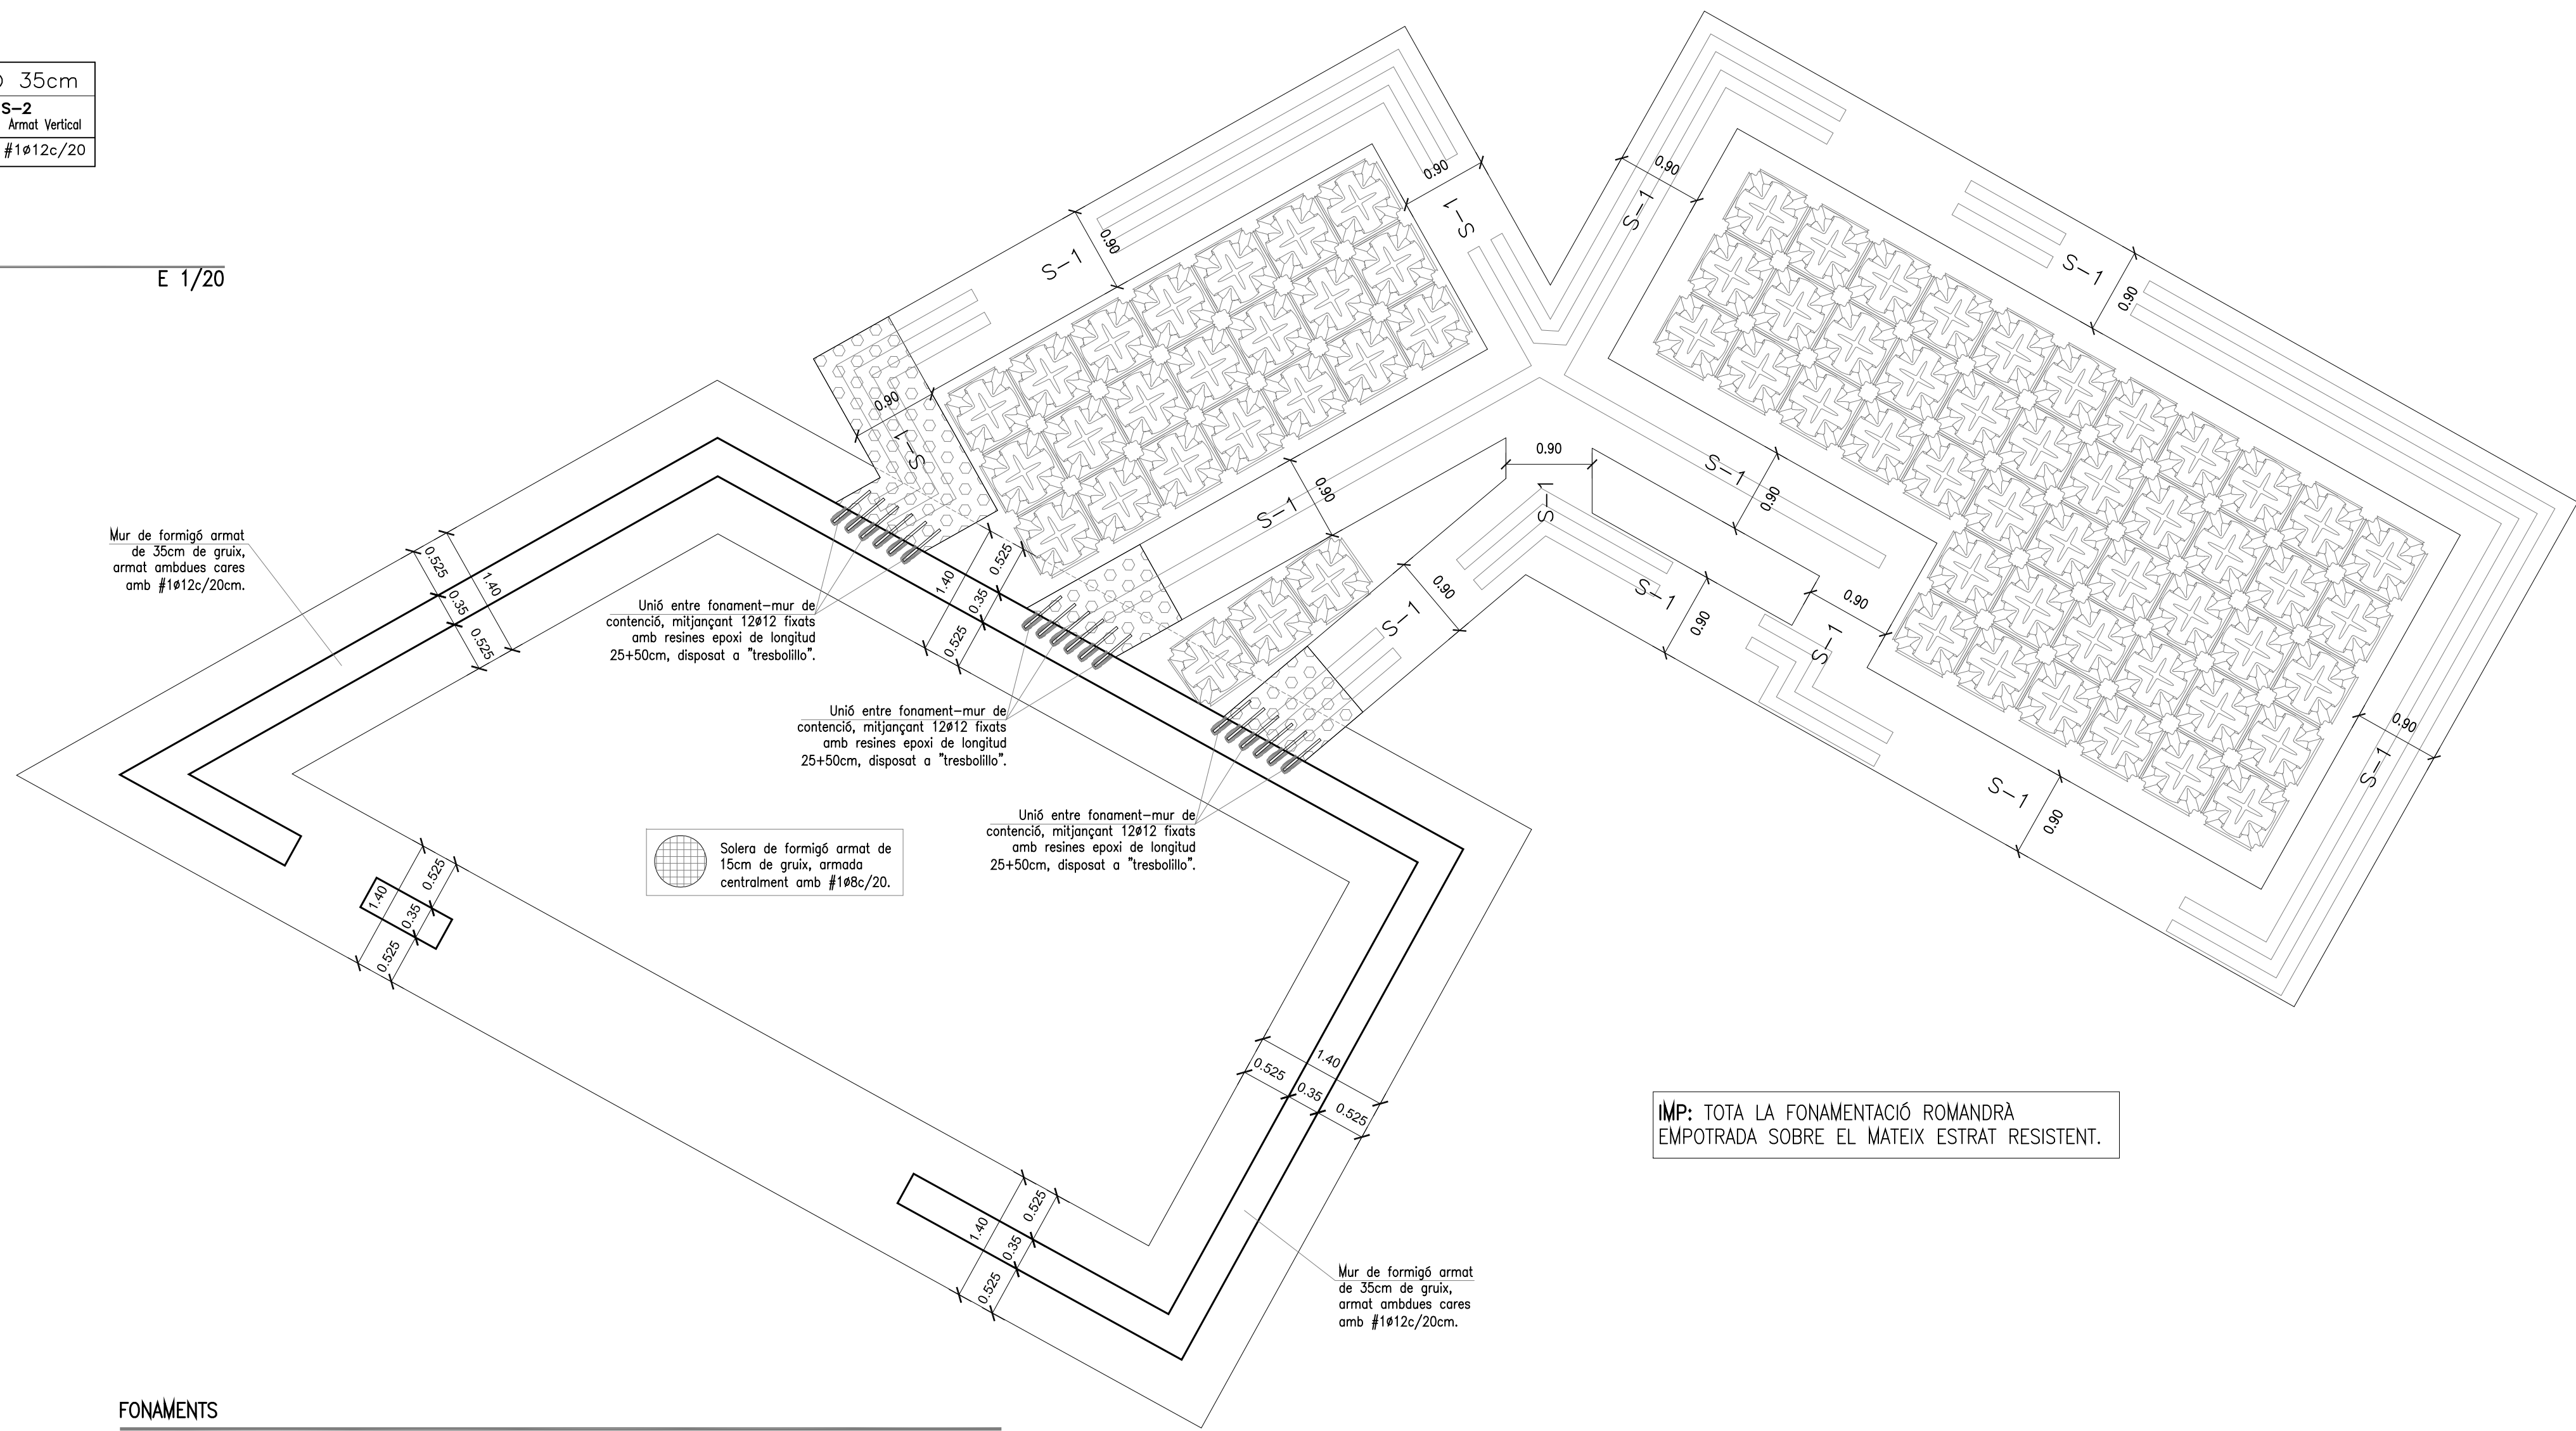 35cm
S-2
Armat Vertical
#1ø12c/20
E 1/20
Mur de formigó armat
de 35cm de gruix,
armat ambdues cares
amb #1ø12c/20cm.
0.525
1.40
0.35
0.525
Unió entre fonament-mur de
contenció, mitjançant 12ø12 fixats
amb resines epoxi de longitud
25+50cm, disposat a "tresbolillo".
Unió entre fonament-mur de
contenció, mitjançant 12ø12 fixats
amb resines epoxi de longitud
25+50cm, disposat a "tresbolillo".
Unió entre fonament-mur de
contenció, mitjançant 12ø12 fixats
amb resines epoxi de longitud
25+50cm, disposat a "tresbolillo".
1.40
0.525
0.35
0.525
0.90
S-1
S-1
0.90
0.90
S-1
0.90
S-1
0.90
S-1
S-1
0.90
0.90
S-1
0.90
S-1
0.90
S-1
S-1
0.90
S-1
0.90
0.90
S-1
S-1
0.90
0.90
S-1
Solera de formigó armat de
15cm de gruix, armada
centralment amb #1ø8c/20.
1.40
0.525
0.35
0.525
1.40
0.525
0.35
0.525
1.40
0.525
0.35
0.525
IMP: TOTA LA FONAMENTACIÓ ROMANDRÀ
EMPOTRADA SOBRE EL MATEIX ESTRAT RESISTENT.
Mur de formigó armat
de 35cm de gruix,
armat ambdues cares
amb #1ø12c/20cm.
FONAMENTS